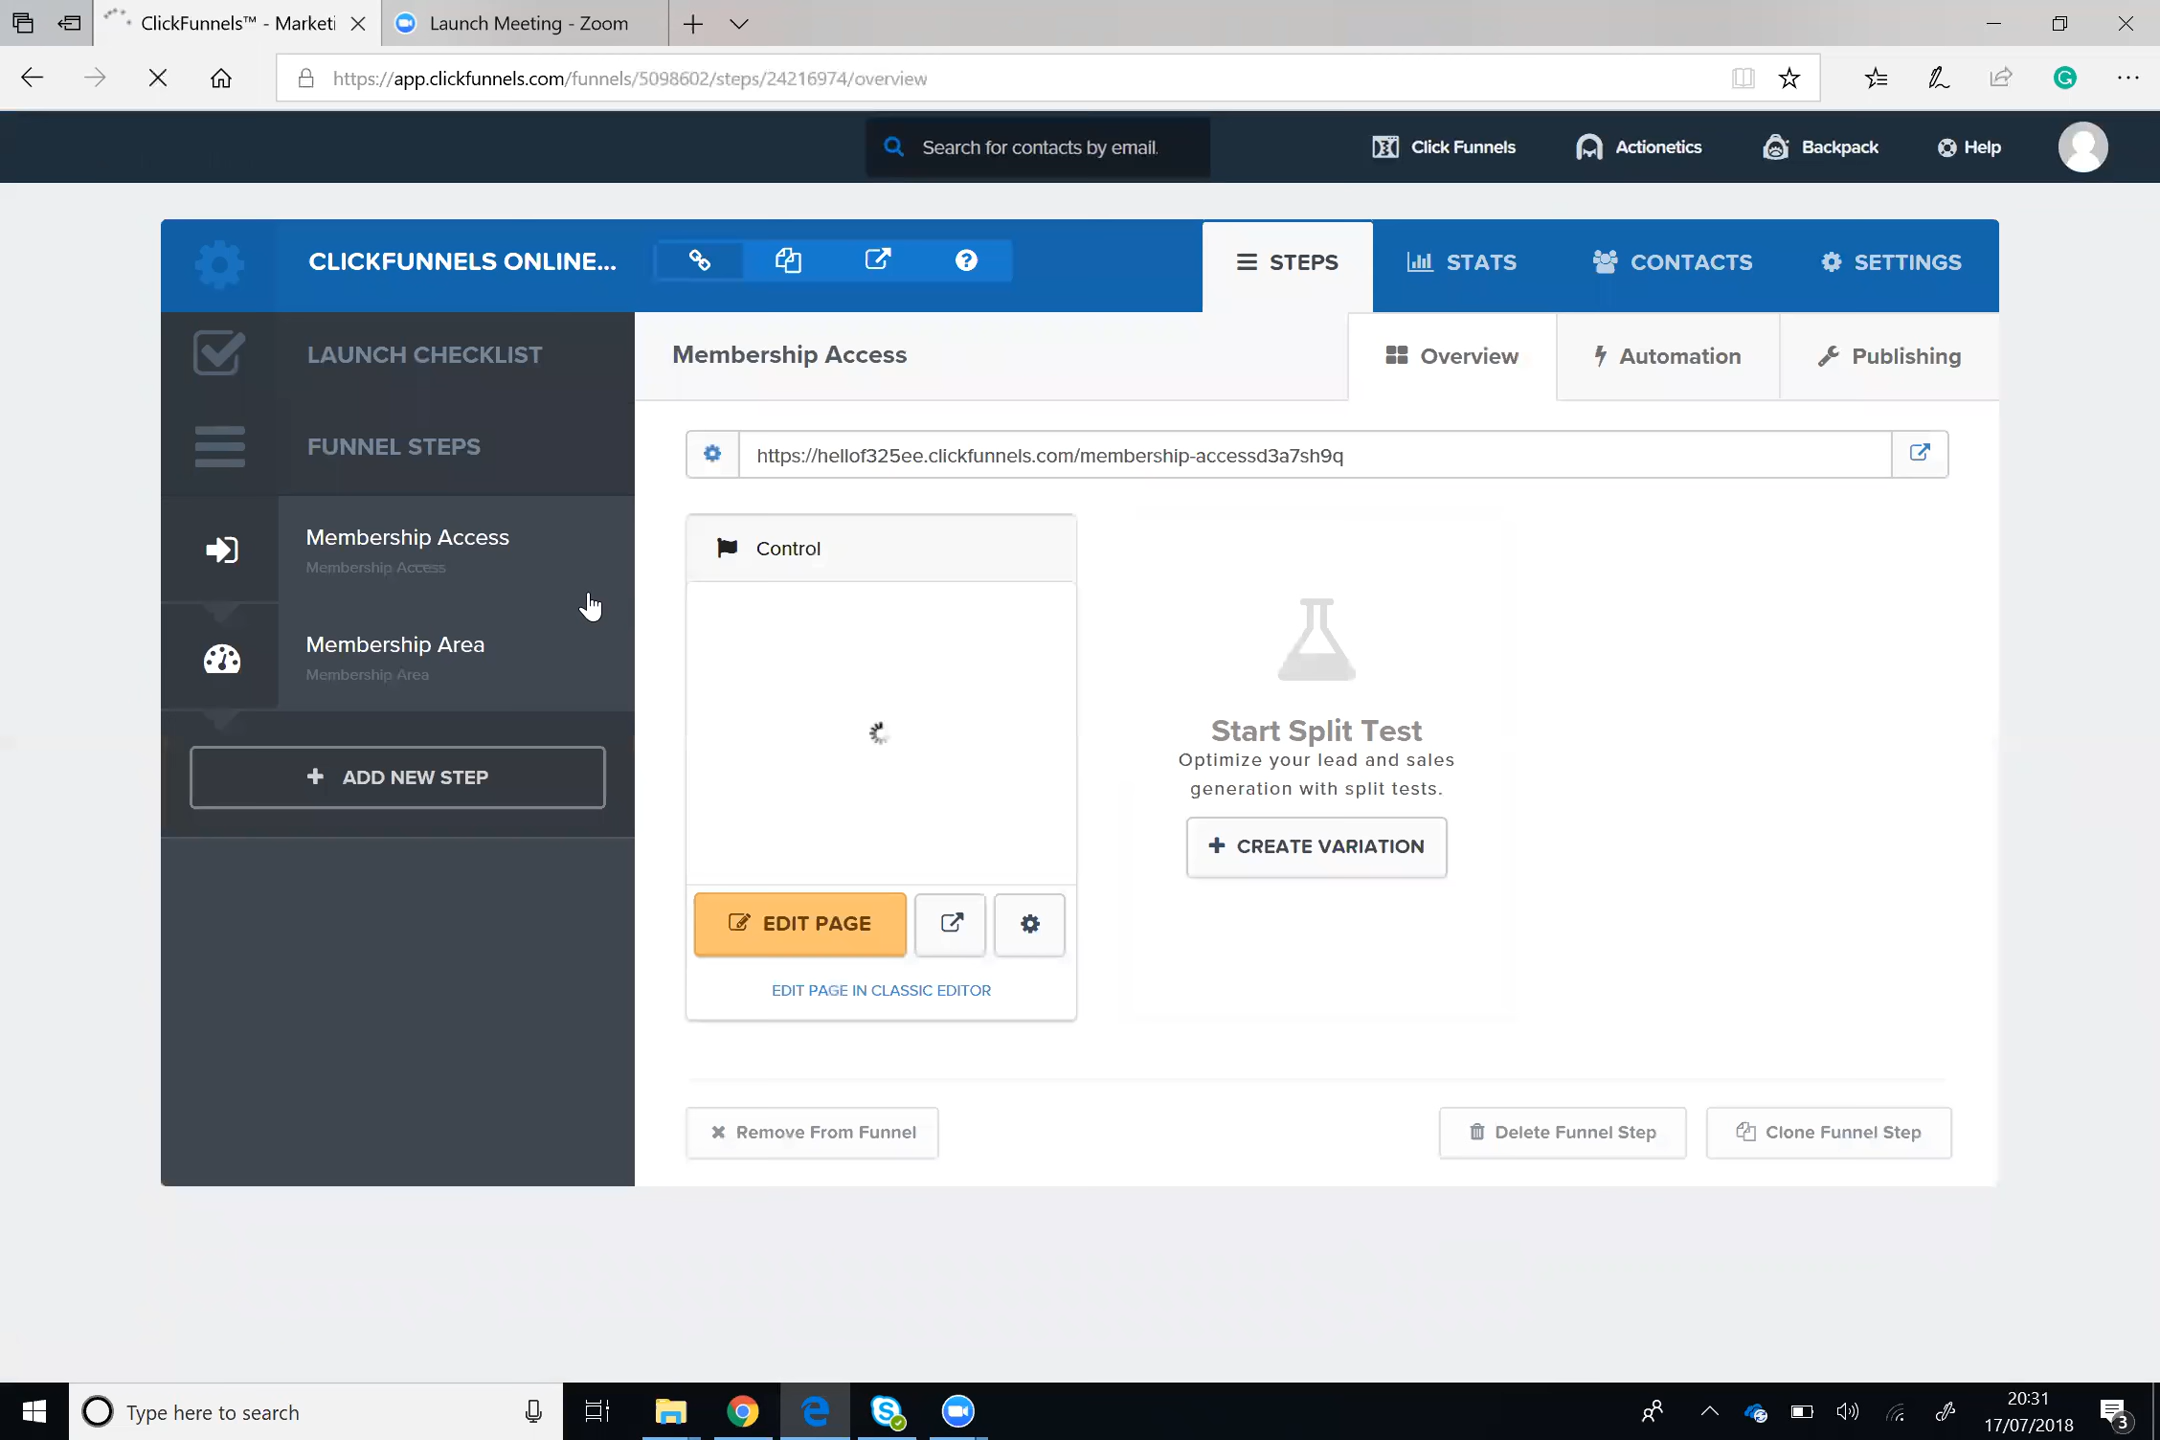 ClickFunnels™ - Marketi
Launch Meeting - Zoom
https://app.clickfunnels.com/funnels/5098602/steps/24216974/overview
Search for contacts by email.
Click Funnels
Actionetics
Backpack
Help
CLICKFUNNELS ONLINE...
STEPS
STATS
CONTACTS
SETTINGS
LAUNCH CHECKLIST
Membership Access
Overview
Automation
Publishing
FUNNEL STEPS
https://hellof325ee.clickfunnels.com/membership-accessd3a7sh9q
Membership Access
Membership Access
Control
Membership Area
Membership Area
ADD NEW STEP
Start Split Test
Optimize your lead and sales
generation with split tests.
CREATE VARIATION
EDIT PAGE
EDIT PAGE IN CLASSIC EDITOR
Remove From Funnel
Delete Funnel Step
Clone Funnel Step
Type here to search
20:31
17/07/2018
3